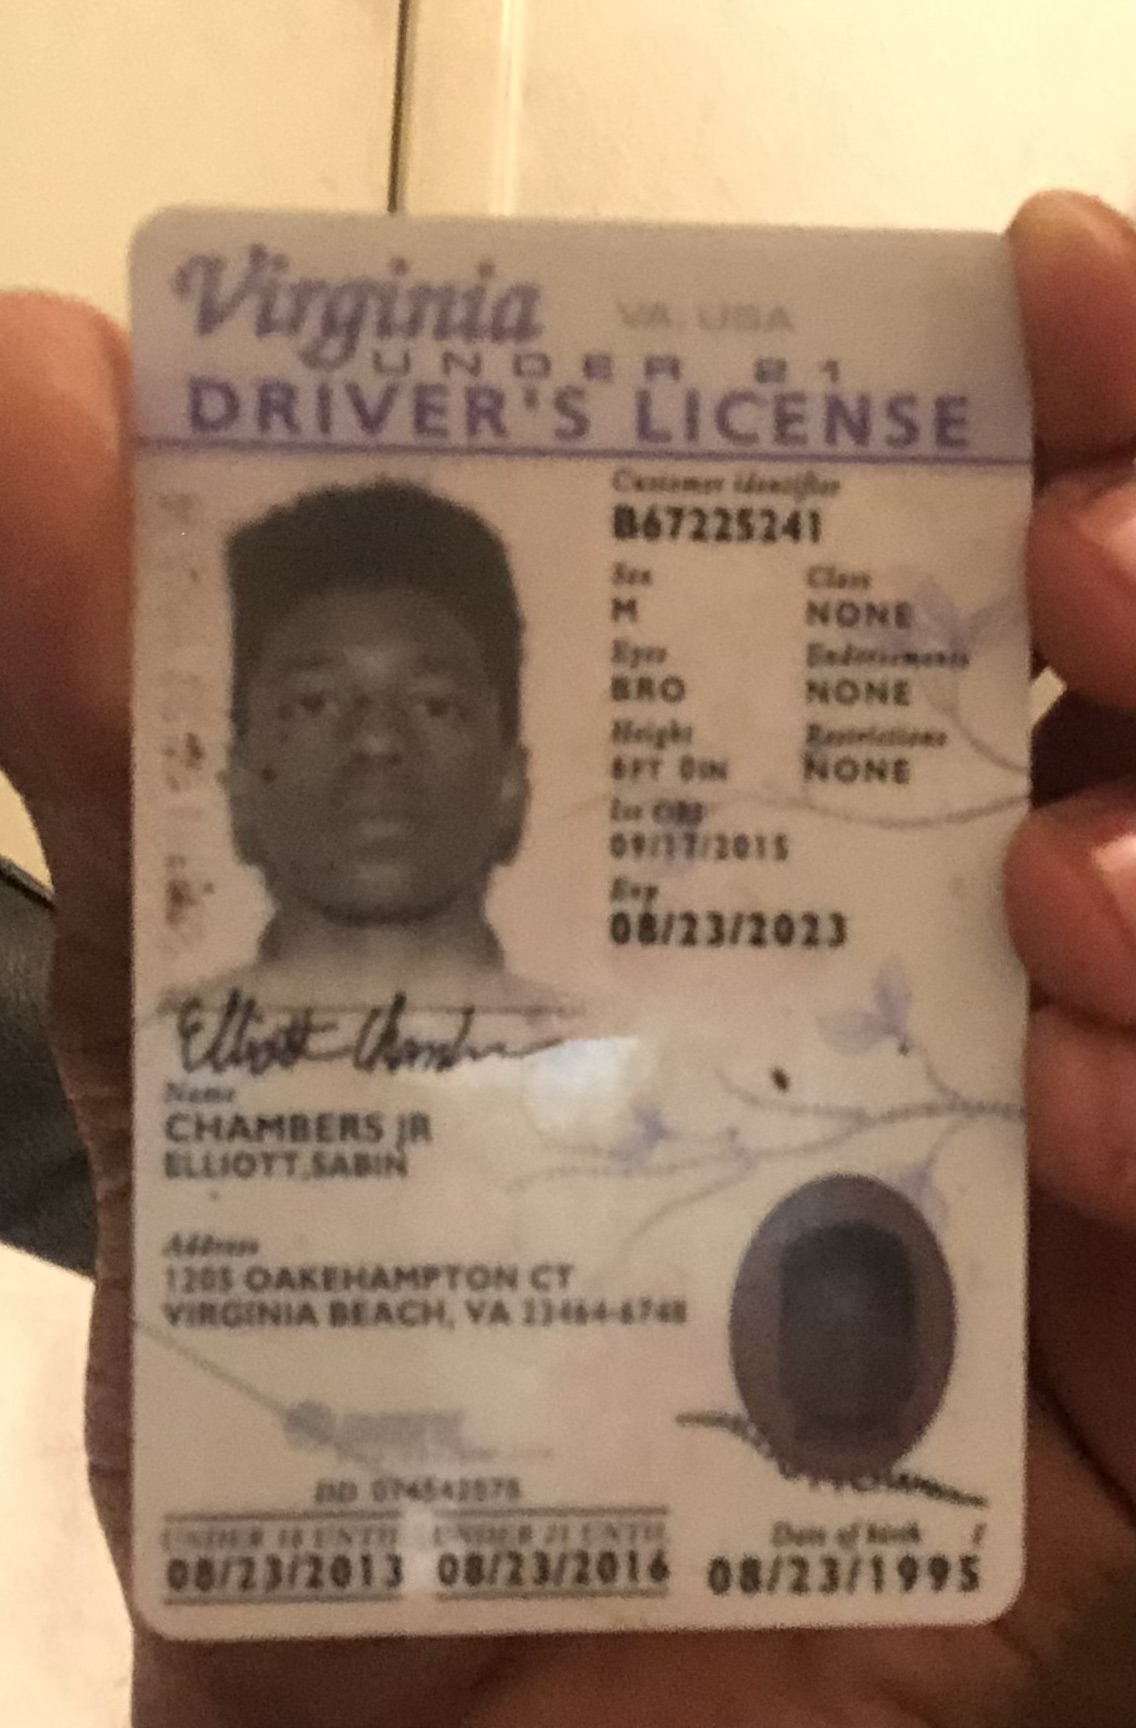 Virginia
VA, USA
UNDER 21
DRIVER'S LICENSE
Customer identifier
B67225241
Sex Class
M NONE
Eyes Endorsements
BRO NONE
Height Restrictions
6FT 0IN NONE
Iss
09/17/2015
Exp
08/23/2023
Elliott Chambers
Name
CHAMBERS JR
ELLIOTT,SABIN
Address
1205 OAKEHAMPTON CT
VIRGINIA BEACH, VA 23464-6748
DD 074542578
UNDER 18 UNTIL UNDER 21 UNTIL Date of birth
08/23/2013 08/23/2016 08/23/1995